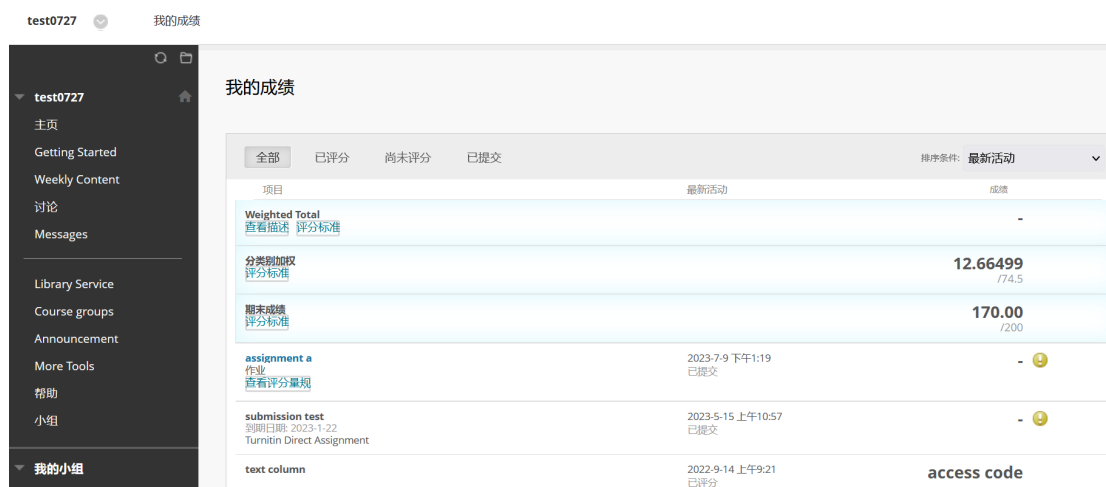 test0727
我的成绩
test0727
主页
Getting Started
Weekly Content
讨论
Messages
Library Service
Course groups
Announcement
More Tools
帮助
小组
我的小组
我的成绩
全部 已评分 尚未评分 已提交 排序条件: 最新活动
项目 最新活动 成绩
Weighted Total
查看描述 评分标准
-
分类别加权
评分标准
12.66499
/74.5
期末成绩
评分标准
170.00
/200
assignment a
作业
查看评分量规
2023-7-9 下午1:19
已提交
-
submission test
到期日期: 2023-1-22
Turnitin Direct Assignment
2023-5-15 上午10:57
已提交
-
text column
2022-9-14 上午9:21
已评分
access code